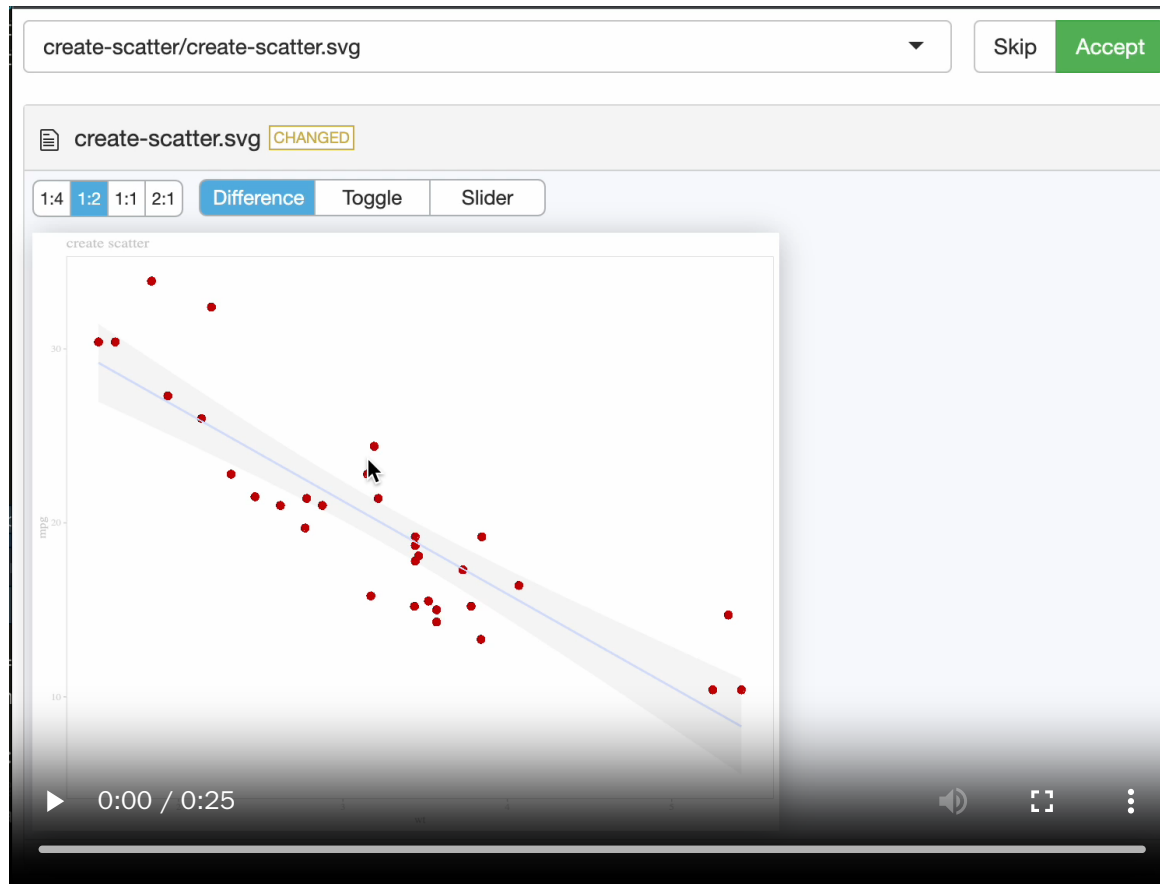 create-scatter/create-scatter.svg
Skip
Accept
create-scatter.svg CHANGED
1:4 1:2 1:1 2:1
Difference Toggle Slider
create scatter
30
20
mpg
10
0:00 / 0:25
wt